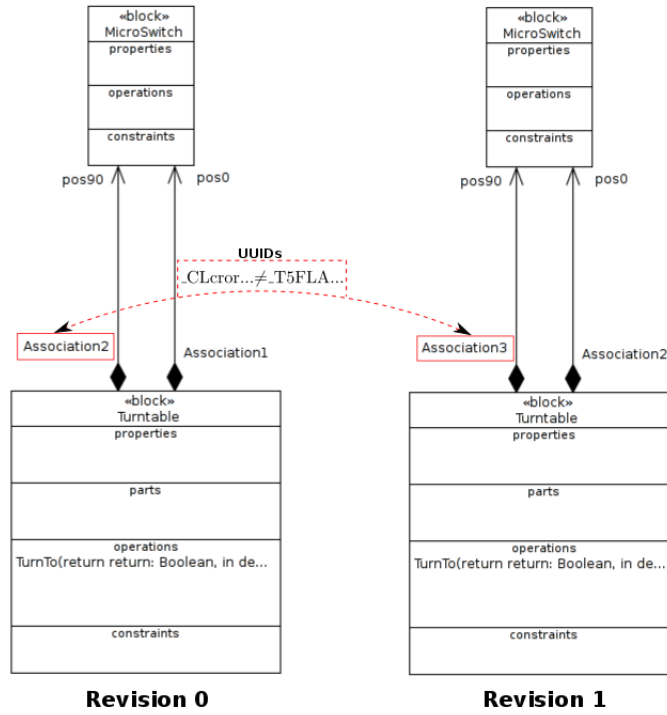 «block»
MicroSwitch
properties
operations
constraints
pos90
pos0
UUIDs
_CLcror...≠_T5FLA...
Association2
Association1
«block»
Turntable
properties
parts
operations
TurnTo(return return: Boolean, in de...
constraints
Revision 0
«block»
MicroSwitch
properties
operations
constraints
pos90
pos0
Association3
Association2
«block»
Turntable
properties
parts
operations
TurnTo(return return: Boolean, in de...
constraints
Revision 1